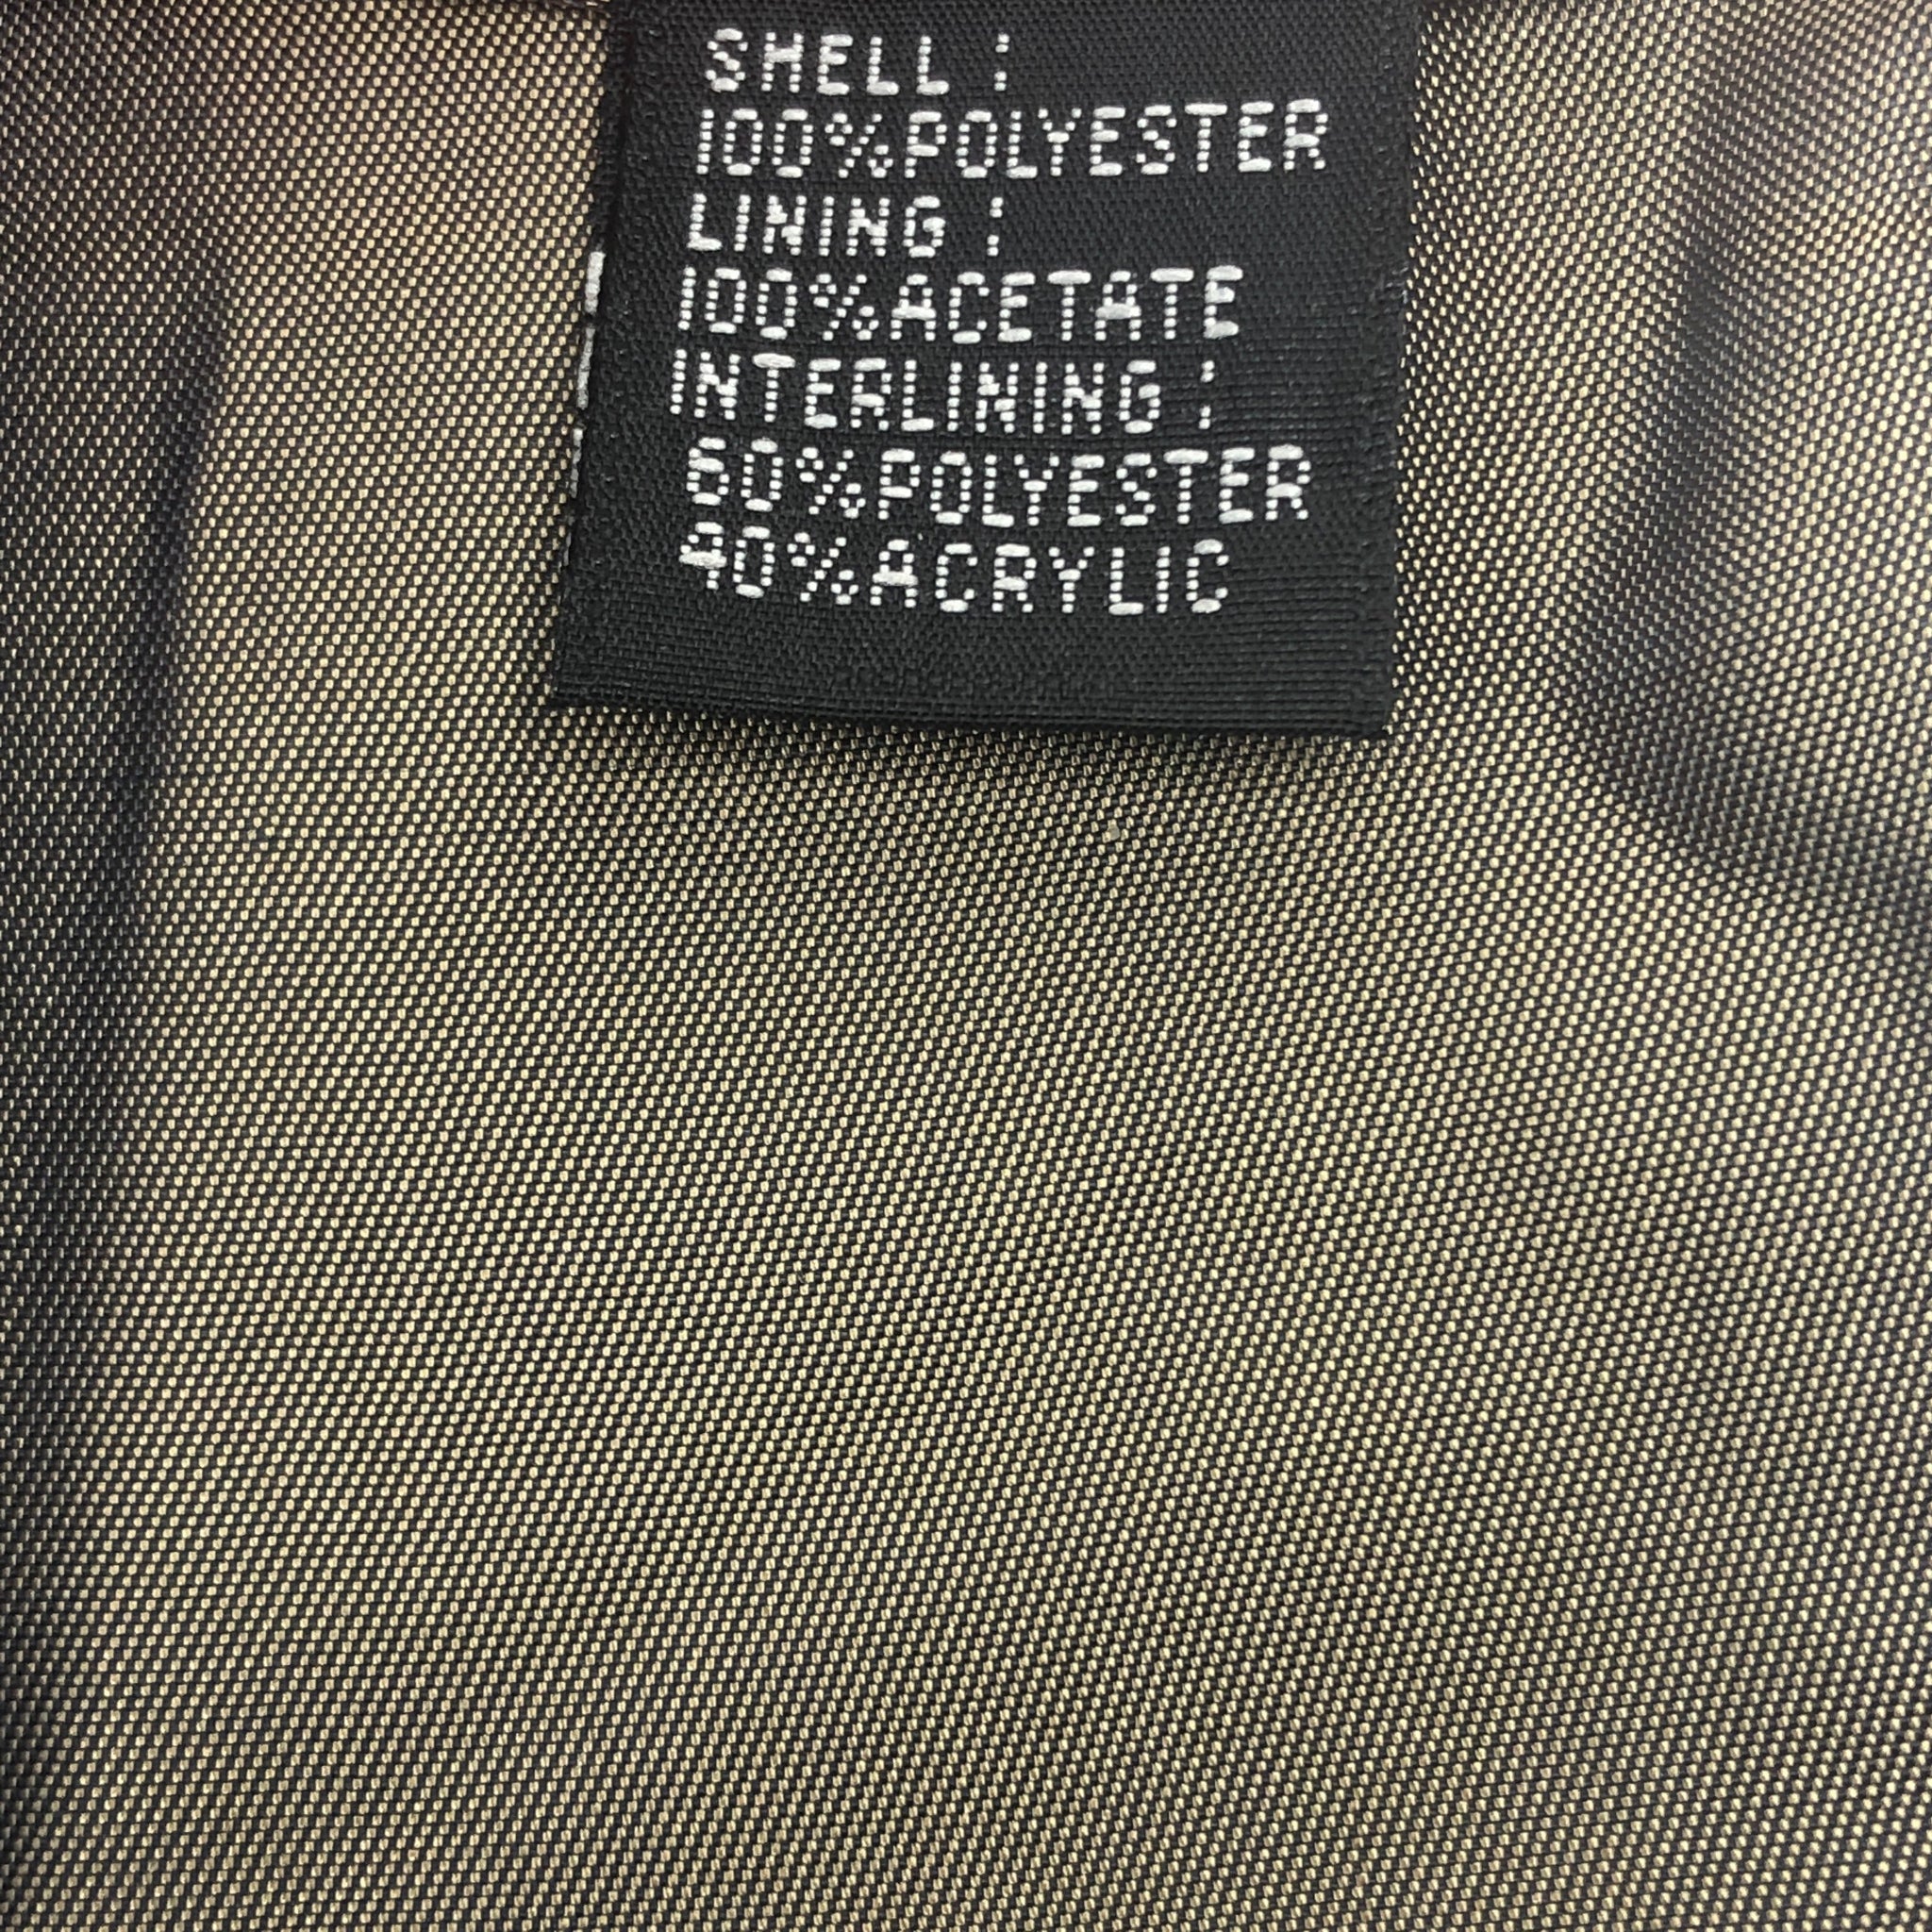 SHELL :
100%POLYESTER
LINING :
100%ACETATE
INTERLINING :
60%POLYESTER
40%ACRYLIC